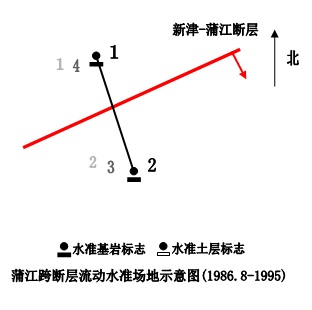 新津-蒲江断层
北
1
1 4
2 3
2
水准基岩标志 水准土层标志
蒲江跨断层流动水准场地示意图(1986.8-1995)